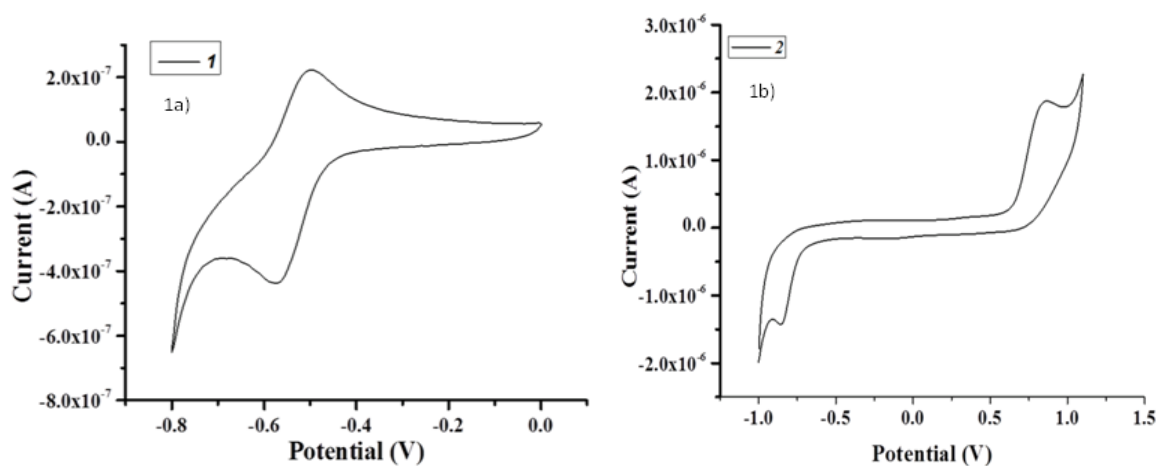 1
1a)
2.0x10⁻⁷
0.0
-2.0x10⁻⁷
-4.0x10⁻⁷
-6.0x10⁻⁷
-8.0x10⁻⁷
Current (A)
-0.8 -0.6 -0.4 -0.2 0.0
Potential (V)
2
1b)
3.0x10⁻⁶
2.0x10⁻⁶
1.0x10⁻⁶
0.0
-1.0x10⁻⁶
-2.0x10⁻⁶
Current (A)
-1.0 -0.5 0.0 0.5 1.0 1.5
Potential (V)